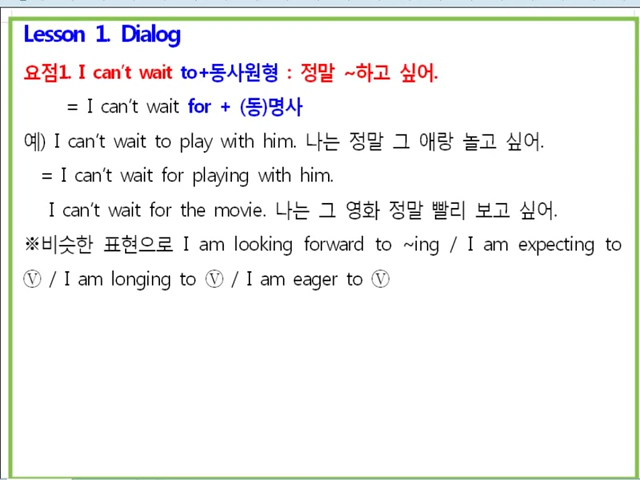 Lesson 1. Dialog
요점1. I can't wait to+동사원형 : 정말 ~하고 싶어.
= I can't wait for + (동)명사
예) I can't wait to play with him. 나는 정말 그 애랑 놀고 싶어.
= I can't wait for playing with him.
I can't wait for the movie. 나는 그 영화 정말 빨리 보고 싶어.
※비슷한 표현으로 I am looking forward to ~ing / I am expecting to
Ⓥ / I am longing to Ⓥ / I am eager to Ⓥ